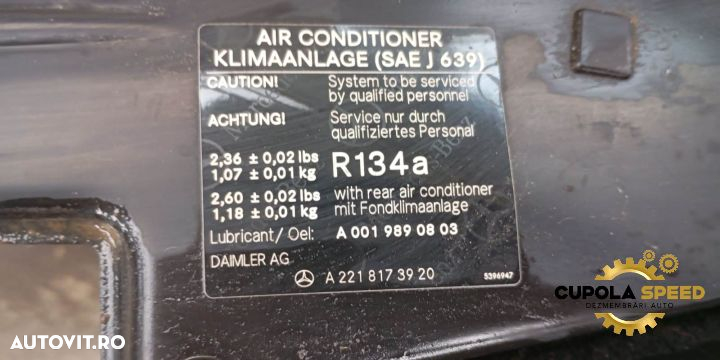 AIR CONDITIONER
KLIMAANLAGE (SAE J 639)
CAUTION! System to be serviced
by qualified personnel
ACHTUNG! Service nur durch
qualifiziertes Personal
2,36 ± 0,02 lbs
1,07 ± 0,01 kg
R134a
2,60 ± 0,02 lbs with rear air conditioner
1,18 ± 0,01 kg mit Fondklimaanlage
Lubricant/ Oel: A 001 989 08 03
DAIMLER AG
A 221 817 39 20
5396947
CUPOLA SPEED
DEZMEMBRĂRI AUTO
AUTOVIT.RO